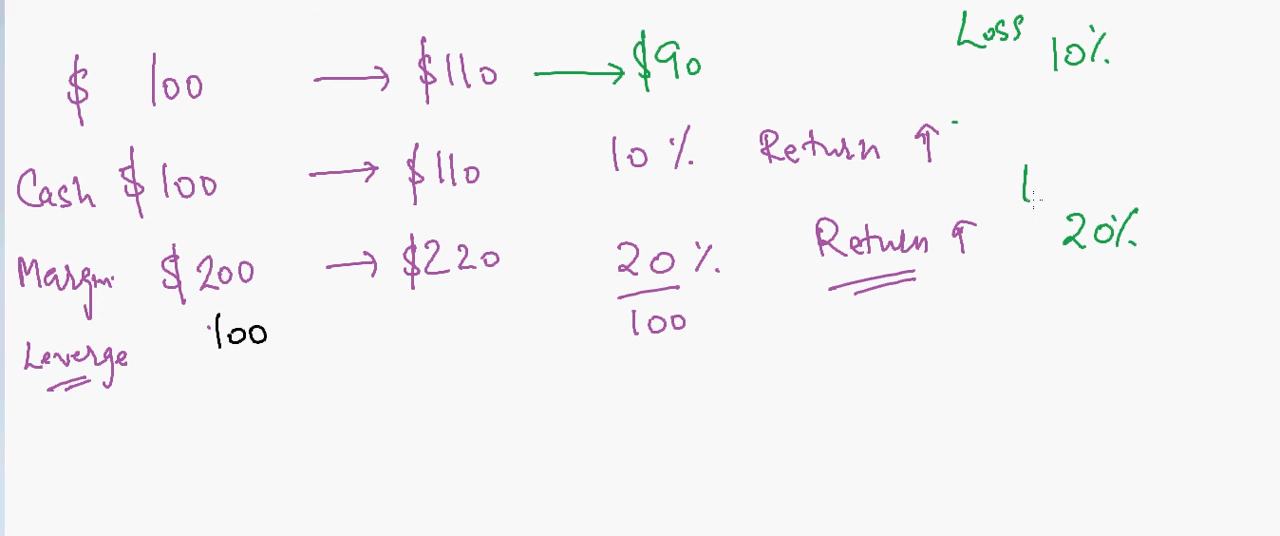 $ 100 → $110 → $90 Loss 10%
Cash $100 → $110 10% Return ↑
Margin $200 → $220 20% Return ↑ 20%
100 100
Leverge